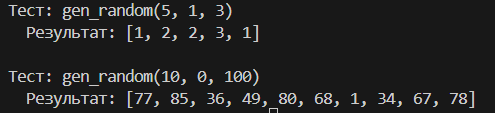 Тест: gen_random(5, 1, 3)
Результат: [1, 2, 2, 3, 1]
Тест: gen_random(10, 0, 100)
Результат: [77, 85, 36, 49, 80, 68, 1, 34, 67, 78]